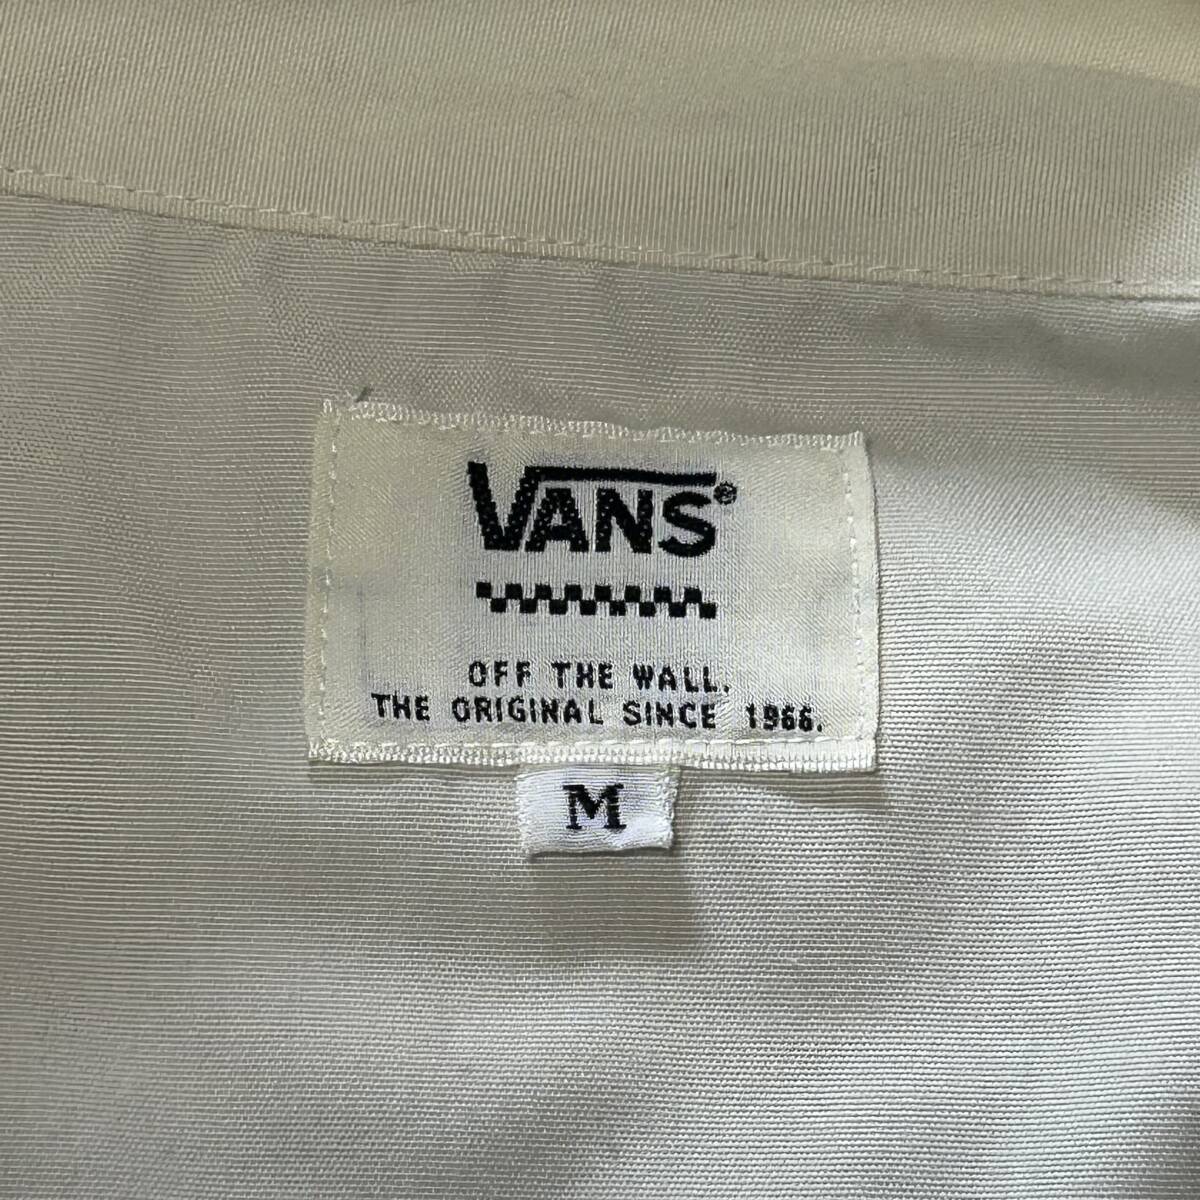 VANS®
OFF THE WALL.
THE ORIGINAL SINCE 1966.
M